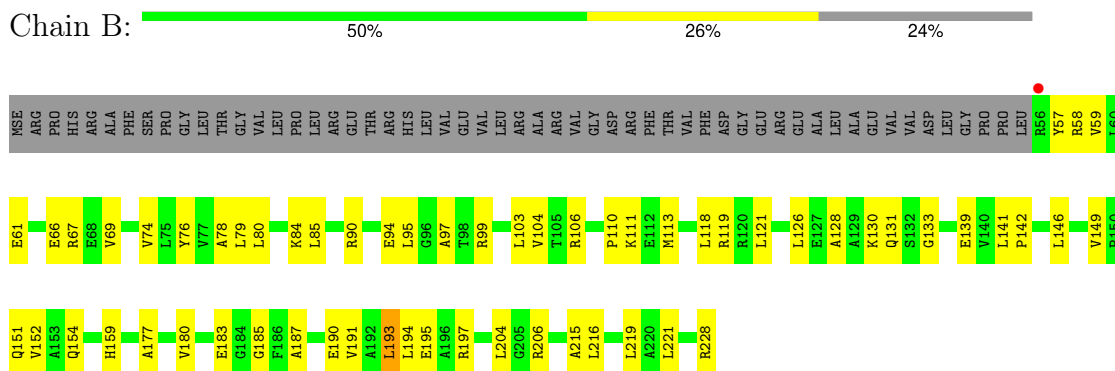 Chain B:
50% 26% 24%
MSE ARG PRO HIS ARG ALA PHE SER PRO GLY LEU THR GLY VAL LEU PRO LEU ARG GLU THR ARG HIS LEU VAL GLU VAL LEU ARG ALA ARG VAL GLY ASP ARG PHE THR VAL PHE ASP GLY GLU ARG GLU ALA LEU ALA GLU VAL VAL ASP LEU GLY PRO PRO LEU R56 Y57 R58 V59 L60
E61 E66 R67 E68 V69 V74 L75 Y76 V77 A78 L79 L80 K84 L85 R90 E94 L95 G96 A97 T98 R99 L103 V104 T105 R106 P110 K111 E112 M113 L118 R119 R120 L121 L126 E127 A128 A129 K130 Q131 S132 G133 E139 V140 L141 P142 L146 V149 R150
Q151 V152 A153 Q154 H159 A177 V180 E183 G184 G185 F186 A187 E190 V191 A192 L193 L194 E195 A196 R197 L204 G205 R206 A215 L216 L219 A220 L221 R228